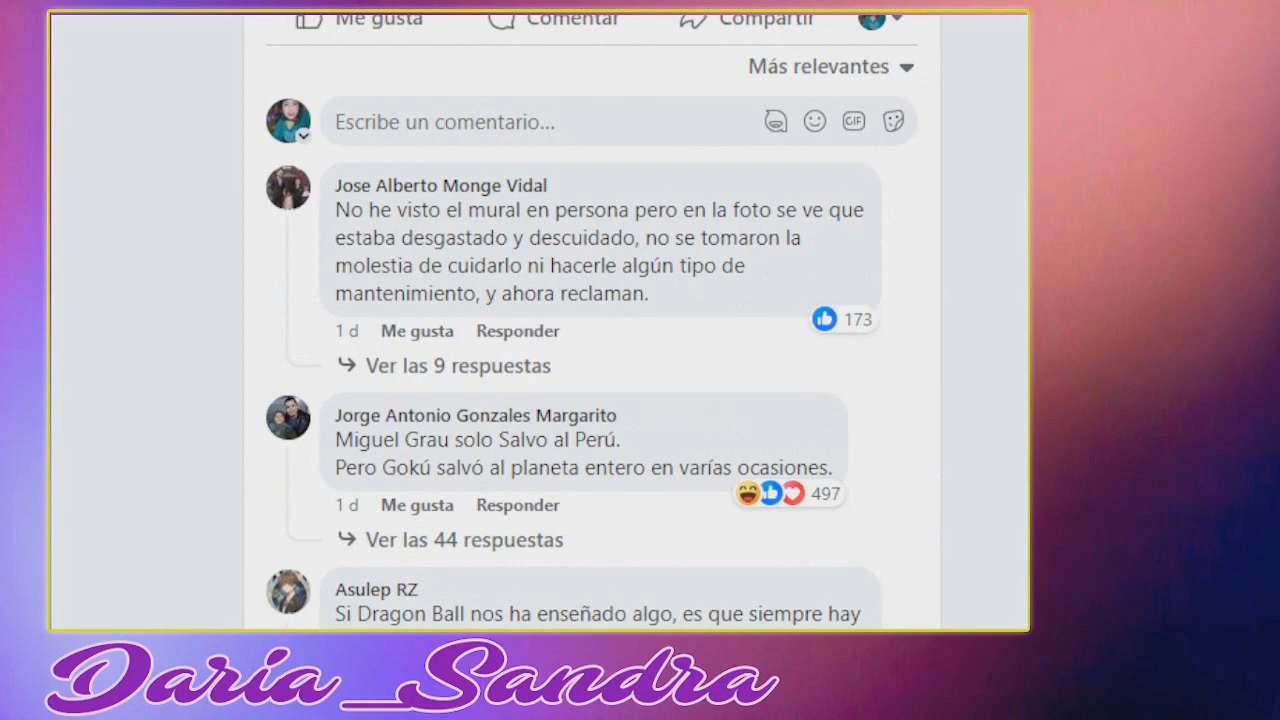 Me gusta Comentar Compartir
Más relevantes
Escribe un comentario...
GIF
Jose Alberto Monge Vidal
No he visto el mural en persona pero en la foto se ve que
estaba desgastado y descuidado, no se tomaron la
molestia de cuidarlo ni hacerle algún tipo de
mantenimiento, y ahora reclaman.
173
1 d Me gusta Responder
Ver las 9 respuestas
Jorge Antonio Gonzales Margarito
Miguel Grau solo Salvo al Perú.
Pero Gokú salvó al planeta entero en varías ocasiones.
497
1 d Me gusta Responder
Ver las 44 respuestas
Asulep RZ
Si Dragon Ball nos ha enseñado algo, es que siempre hay
Daria_Sandra